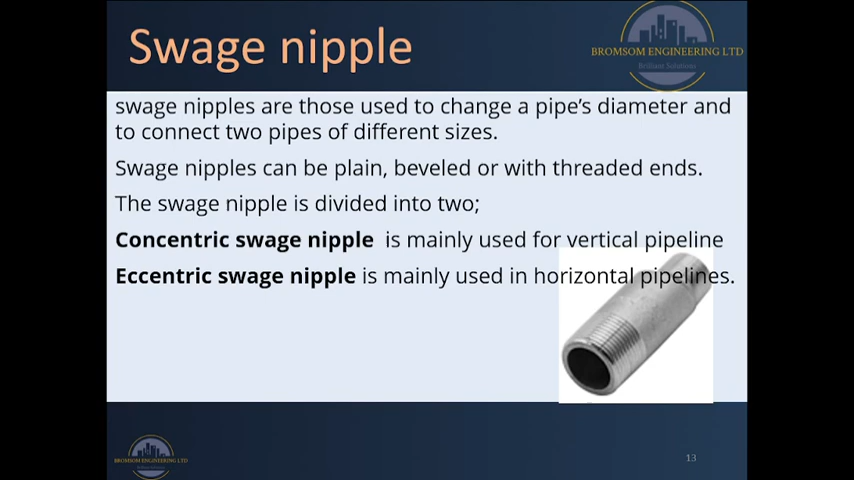 Swage nipple
BROMSOM ENGINEERING LTD
Brilliant Solutions
swage nipples are those used to change a pipe's diameter and
to connect two pipes of different sizes.
Swage nipples can be plain, beveled or with threaded ends.
The swage nipple is divided into two;
Concentric swage nipple is mainly used for vertical pipeline
Eccentric swage nipple is mainly used in horizontal pipelines.
BROMSOM ENGINEERING LTD
13